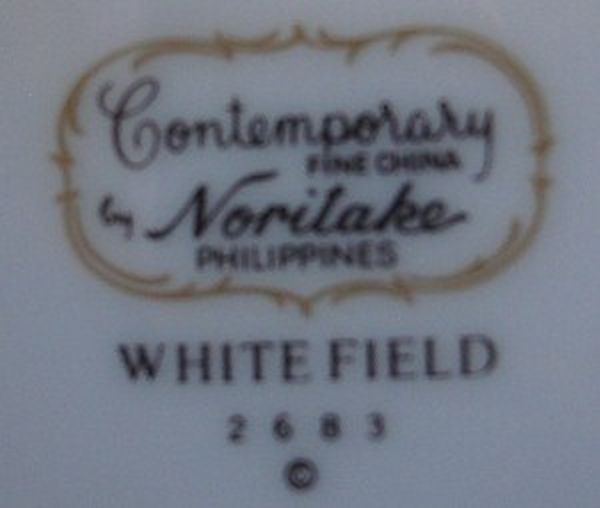 Contemporary
FINE CHINA
by Noritake
PHILIPPINES
WHITE FIELD
2683
©